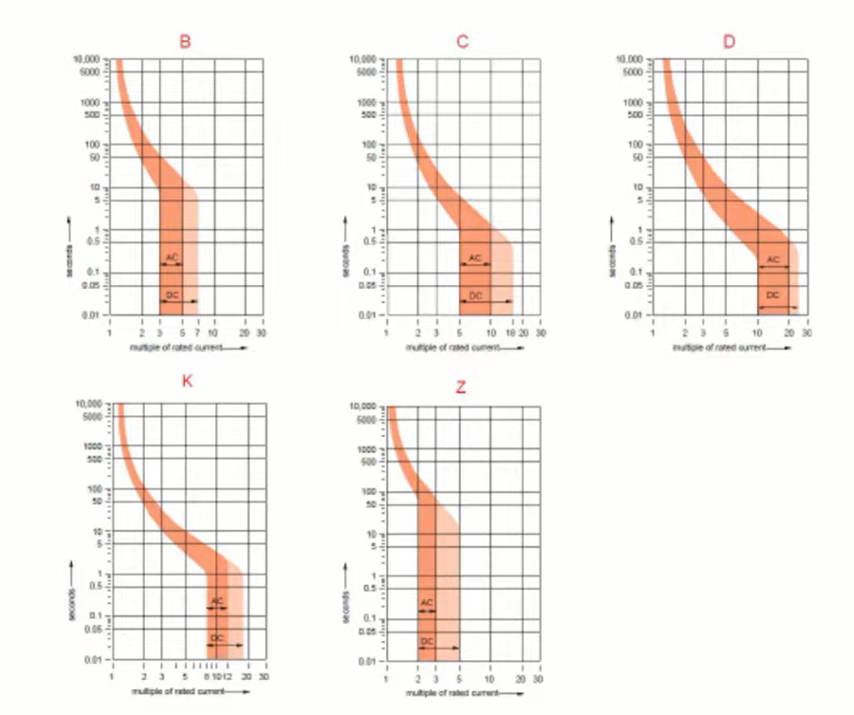 B
10,000
5000
1000
500
100
50
10
5
1
0.5
0.1
0.05
0.01
seconds
AC
DC
1 2 3 5 7 10 20 30
multiple of rated current
C
10,000
5000
1000
500
100
50
10
5
1
0.5
0.1
0.05
0.01
seconds
AC
DC
1 2 3 5 10 20 30
multiple of rated current
D
10,000
5000
1000
500
100
50
10
5
1
0.5
0.1
0.05
0.01
seconds
AC
DC
1 2 3 5 10 20 30
multiple of rated current
K
10,000
5000
1000
500
100
50
10
5
1
0.5
0.1
0.05
0.01
seconds
AC
DC
1 2 3 5 8 10 12 20 30
multiple of rated current
Z
10,000
5000
1000
500
100
50
10
5
1
0.5
0.1
0.05
0.01
seconds
AC
DC
1 2 3 5 10 20 30
multiple of rated current